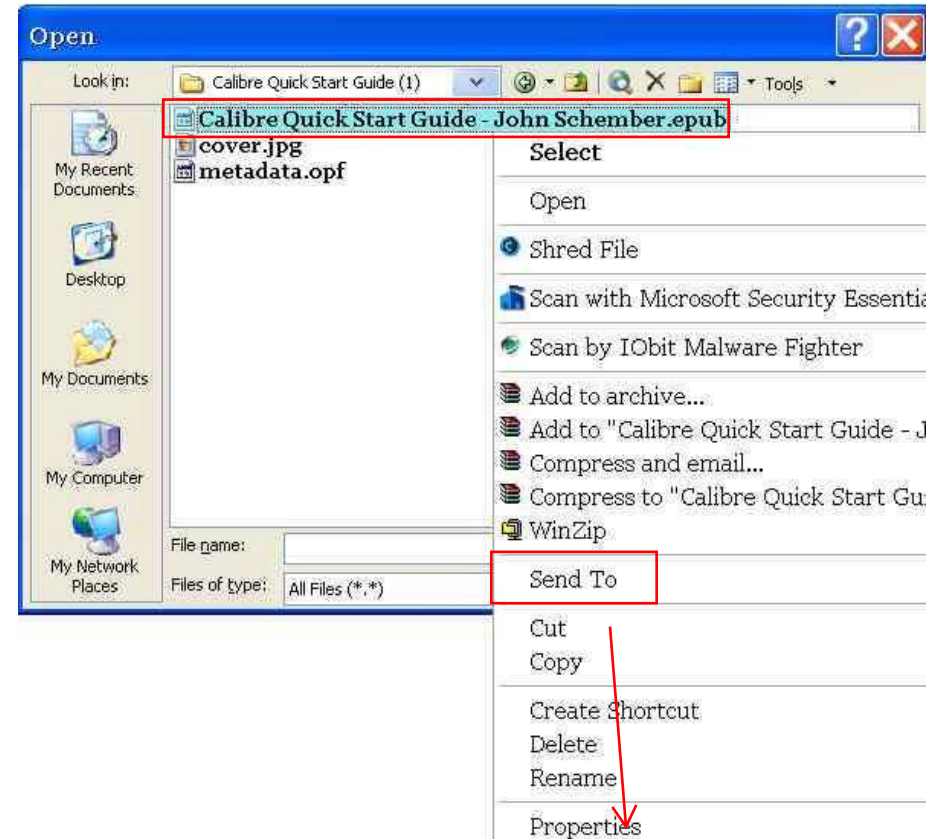 Open
Look in:
Calibre Quick Start Guide (1)
Tools
Calibre Quick Start Guide - John Schember.epub
cover.jpg
metadata.opf
My Recent
Documents
Desktop
My Documents
My Computer
My Network
Places
File name:
Files of type:
All Files (*.*)
Select
Open
Shred File
Scan with Microsoft Security Essentia
Scan by IObit Malware Fighter
Add to archive...
Add to "Calibre Quick Start Guide - J
Compress and email...
Compress to "Calibre Quick Start Gu
WinZip
Send To
Cut
Copy
Create Shortcut
Delete
Rename
Properties